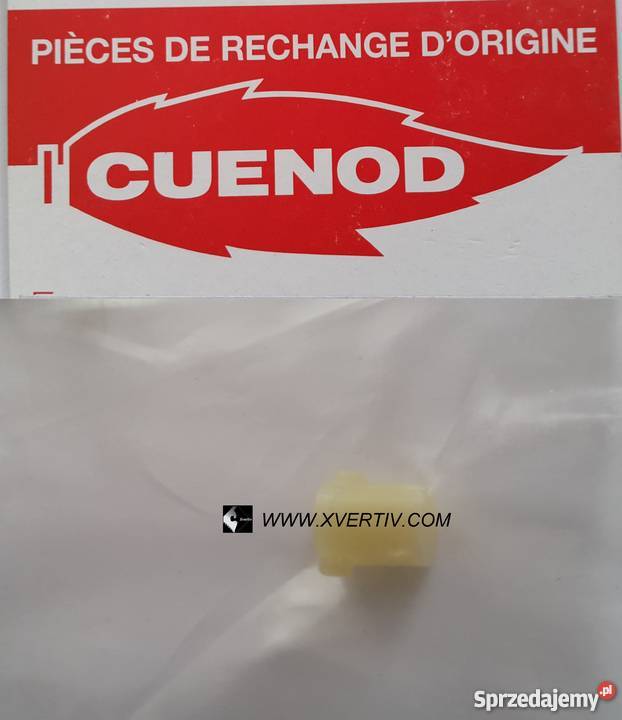 PIÈCES DE RECHANGE D'ORIGINE
CUENOD
WWW.XVERTIV.COM
Sprzedajemy.pl